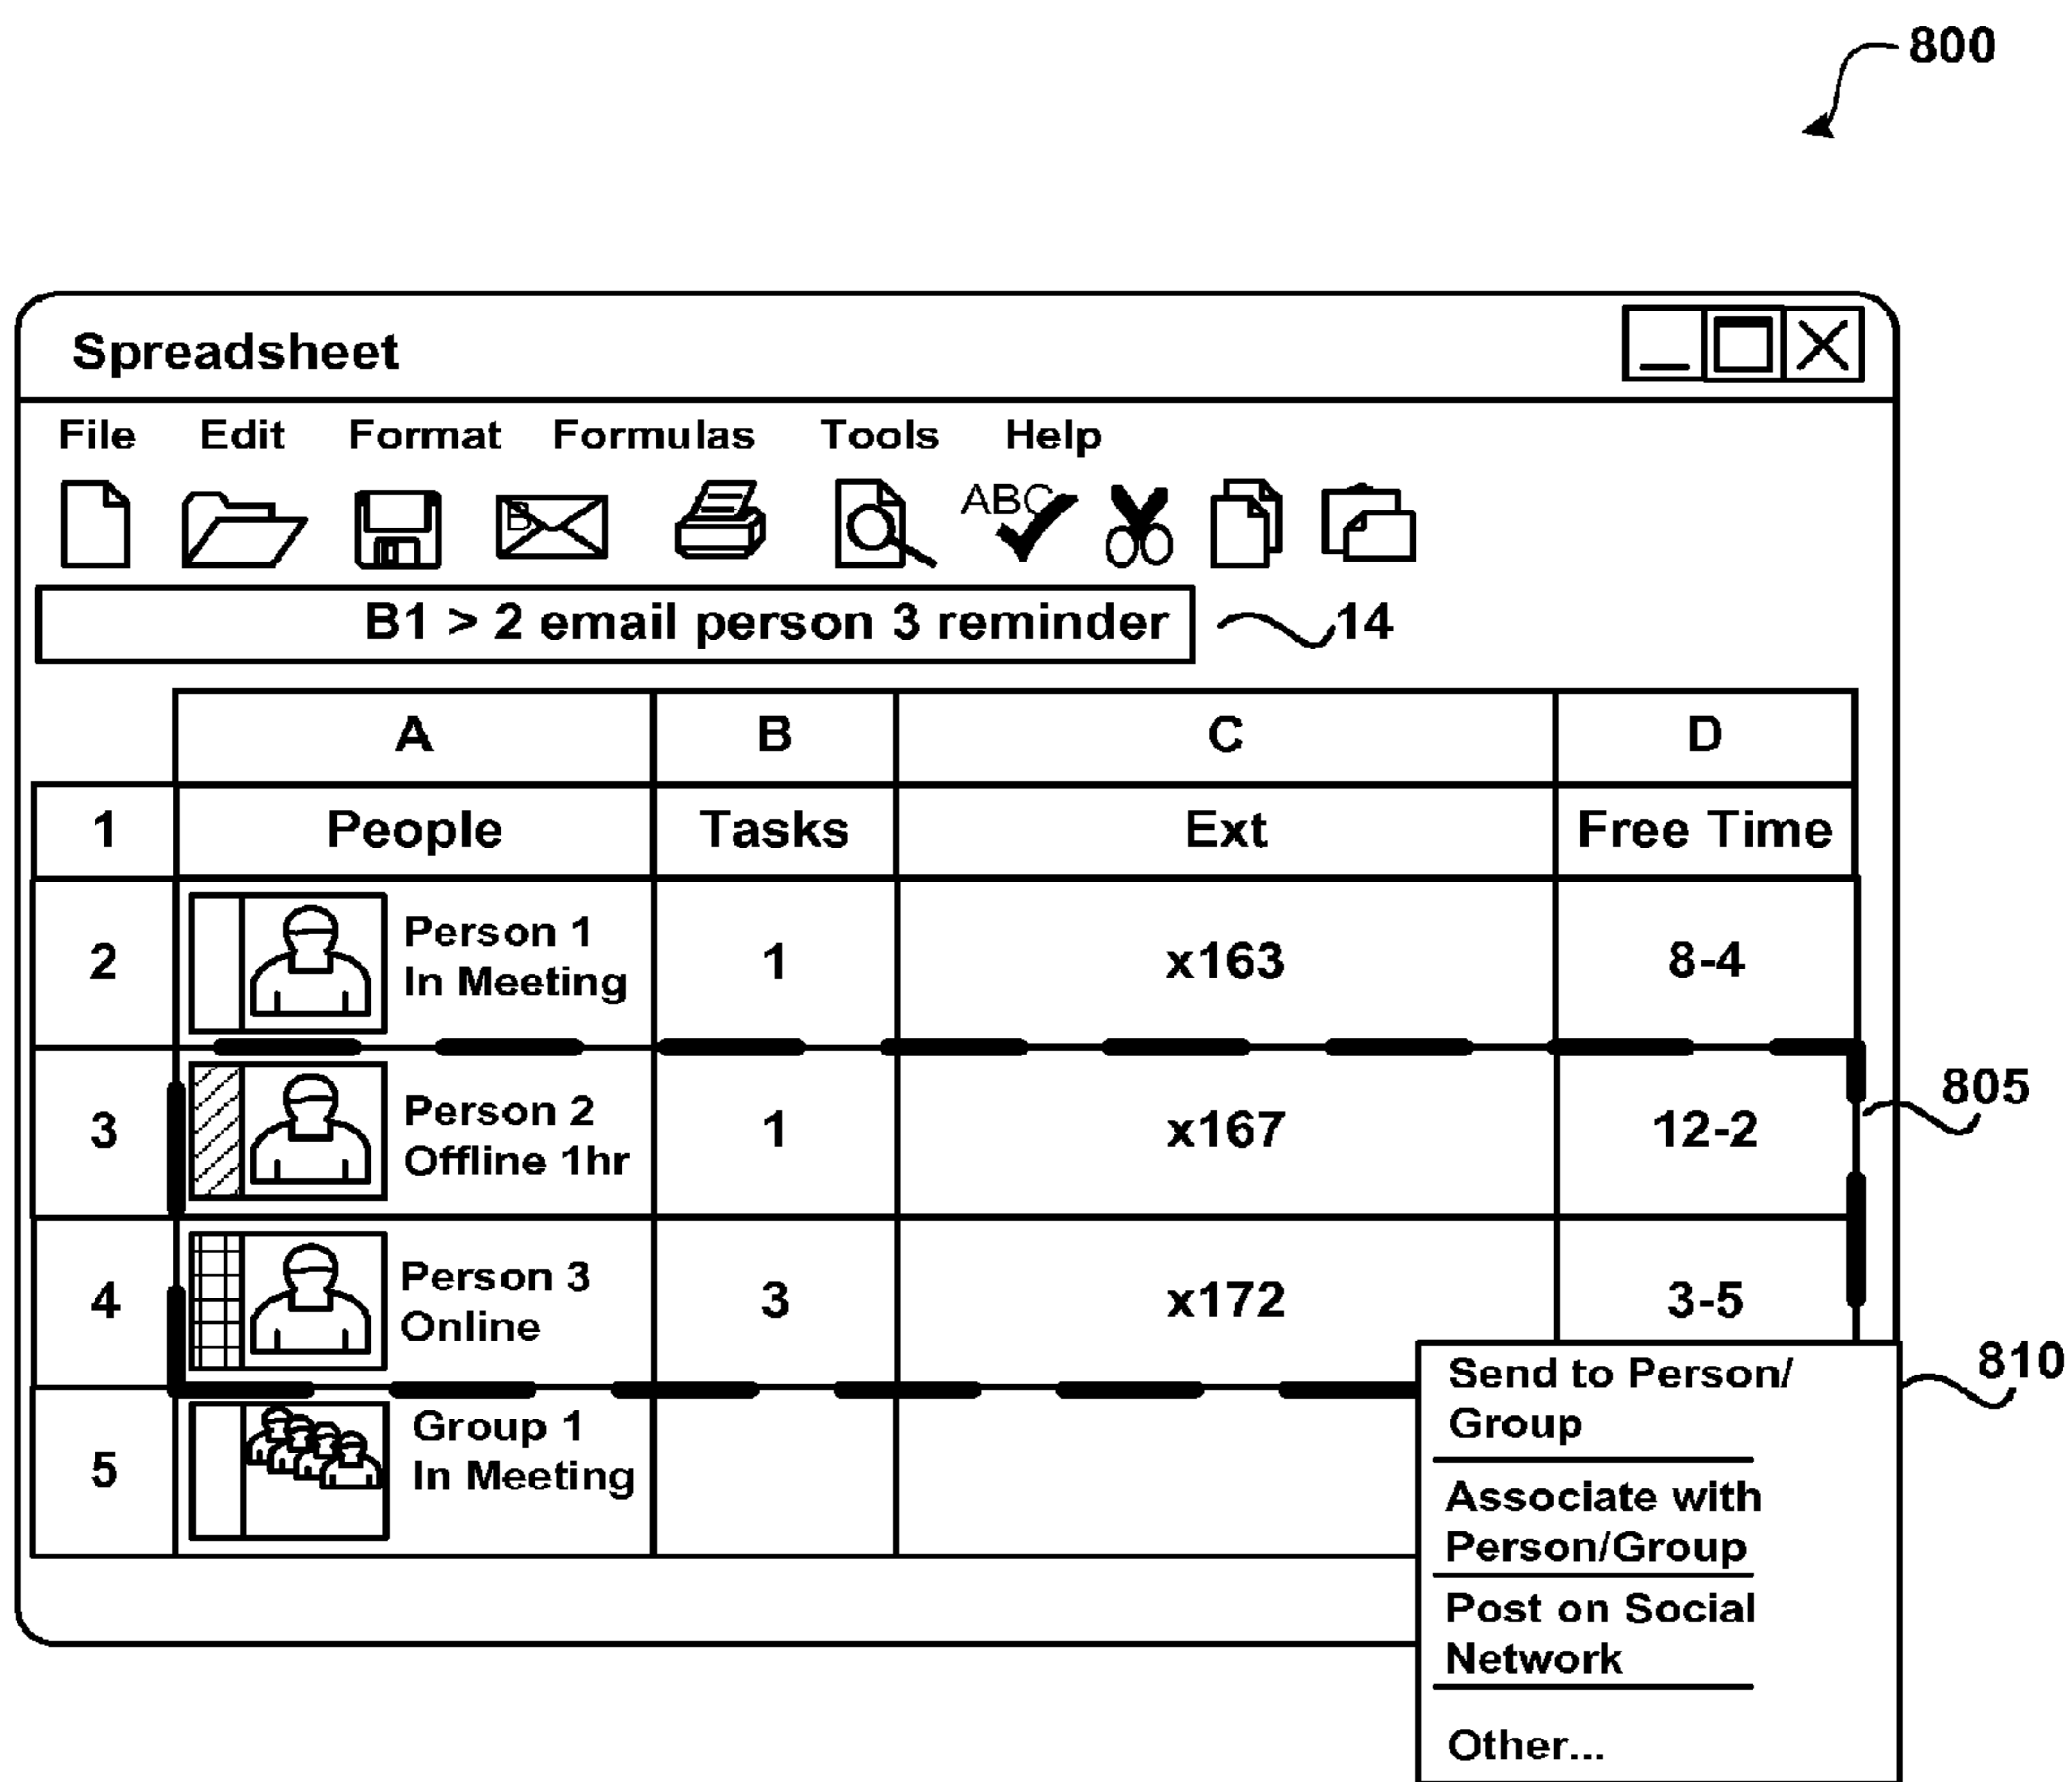 800
Spreadsheet
File Edit Format Formulas Tools Help
B
ABC
B1 > 2 email person 3 reminder
14
A B C D
1 People Tasks Ext Free Time
2 Person 1 In Meeting 1 x163 8-4
3 Person 2 Offline 1hr 1 x167 12-2
805
4 Person 3 Online 3 x172 3-5
810
5 Group 1 In Meeting
Send to Person/
Group
Associate with
Person/Group
Post on Social
Network
Other...